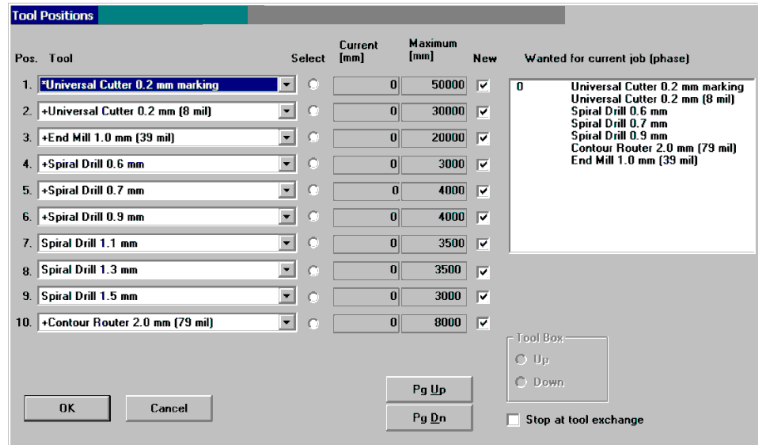 Tool Positions
Pos. Tool Select Current [mm] Maximum [mm] New Wanted for current job (phase)
1. *Universal Cutter 0.2 mm marking 0 50000
2. +Universal Cutter 0.2 mm (8 mil) 0 30000
3. +End Mill 1.0 mm (39 mil) 0 20000
4. +Spiral Drill 0.6 mm 0 3000
5. +Spiral Drill 0.7 mm 0 4000
6. +Spiral Drill 0.9 mm 0 4000
7. Spiral Drill 1.1 mm 0 3500
8. Spiral Drill 1.3 mm 0 3500
9. Spiral Drill 1.5 mm 0 3000
10. +Contour Router 2.0 mm (79 mil) 0 8000
0 Universal Cutter 0.2 mm marking
Universal Cutter 0.2 mm (8 mil)
Spiral Drill 0.6 mm
Spiral Drill 0.7 mm
Spiral Drill 0.9 mm
Contour Router 2.0 mm (79 mil)
End Mill 1.0 mm (39 mil)
Tool Box
Up
Down
OK Cancel
Pg Up
Pg Dn
Stop at tool exchange